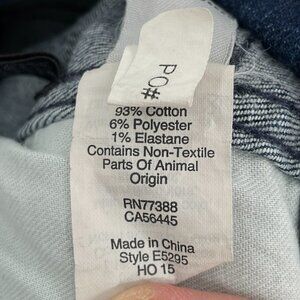 PO#
93% Cotton
6% Polyester
1% Elastane
Contains Non-Textile
Parts Of Animal
Origin
RN77388
CA56445
Made in China
Style E5295
HO 15